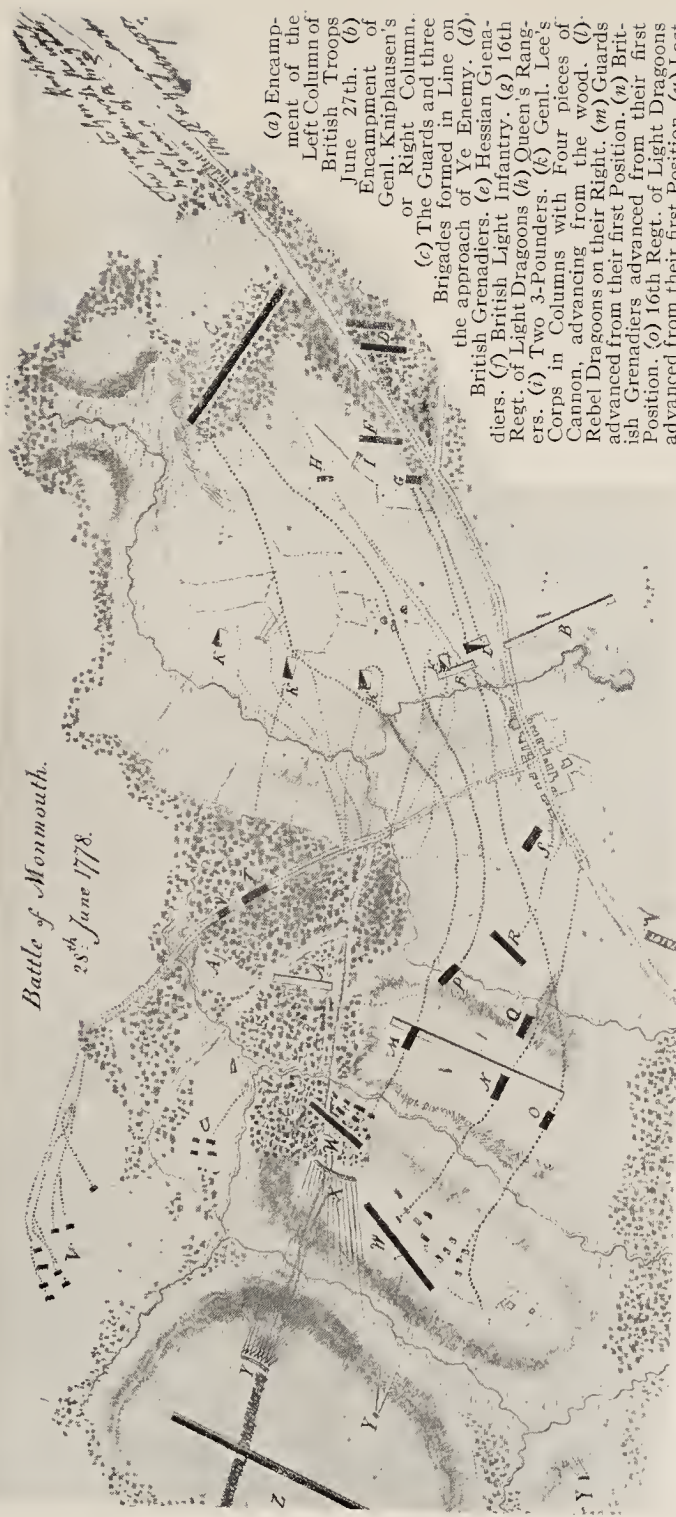 Battle of Monmouth.
28th June 1778.
(a) Encamp-
ment of the
Left Column of
British Troops
June 27th. (b)
Encampment of
Genl. Kniphausen's
or Right Column.
(c) The Guards and three
Brigades formed in Line on
the approach of Ye Enemy. (d)
British Grenadiers. (e) Hessian Grena-
diers. (f) British Light Infantry. (g) 16th
Regt. of Light Dragoons (h) Queen's Rang-
ers. (i) Two 3-Pounders. (k) Genl. Lee's
Corps in Columns with Four pieces of
Cannon, advancing from the wood. (l)
Rebel Dragoons on their Right. (m) Guards
advanced from their first Position. (n) Brit-
ish Grenadiers advanced from their first
Position. (o) 16th Regt. of Light Dragoons
C
D
H
I
G
K
K
B
T
A
S
R
P
M
Q
N
O
W
X
W
V
Y
Y
Z
Y